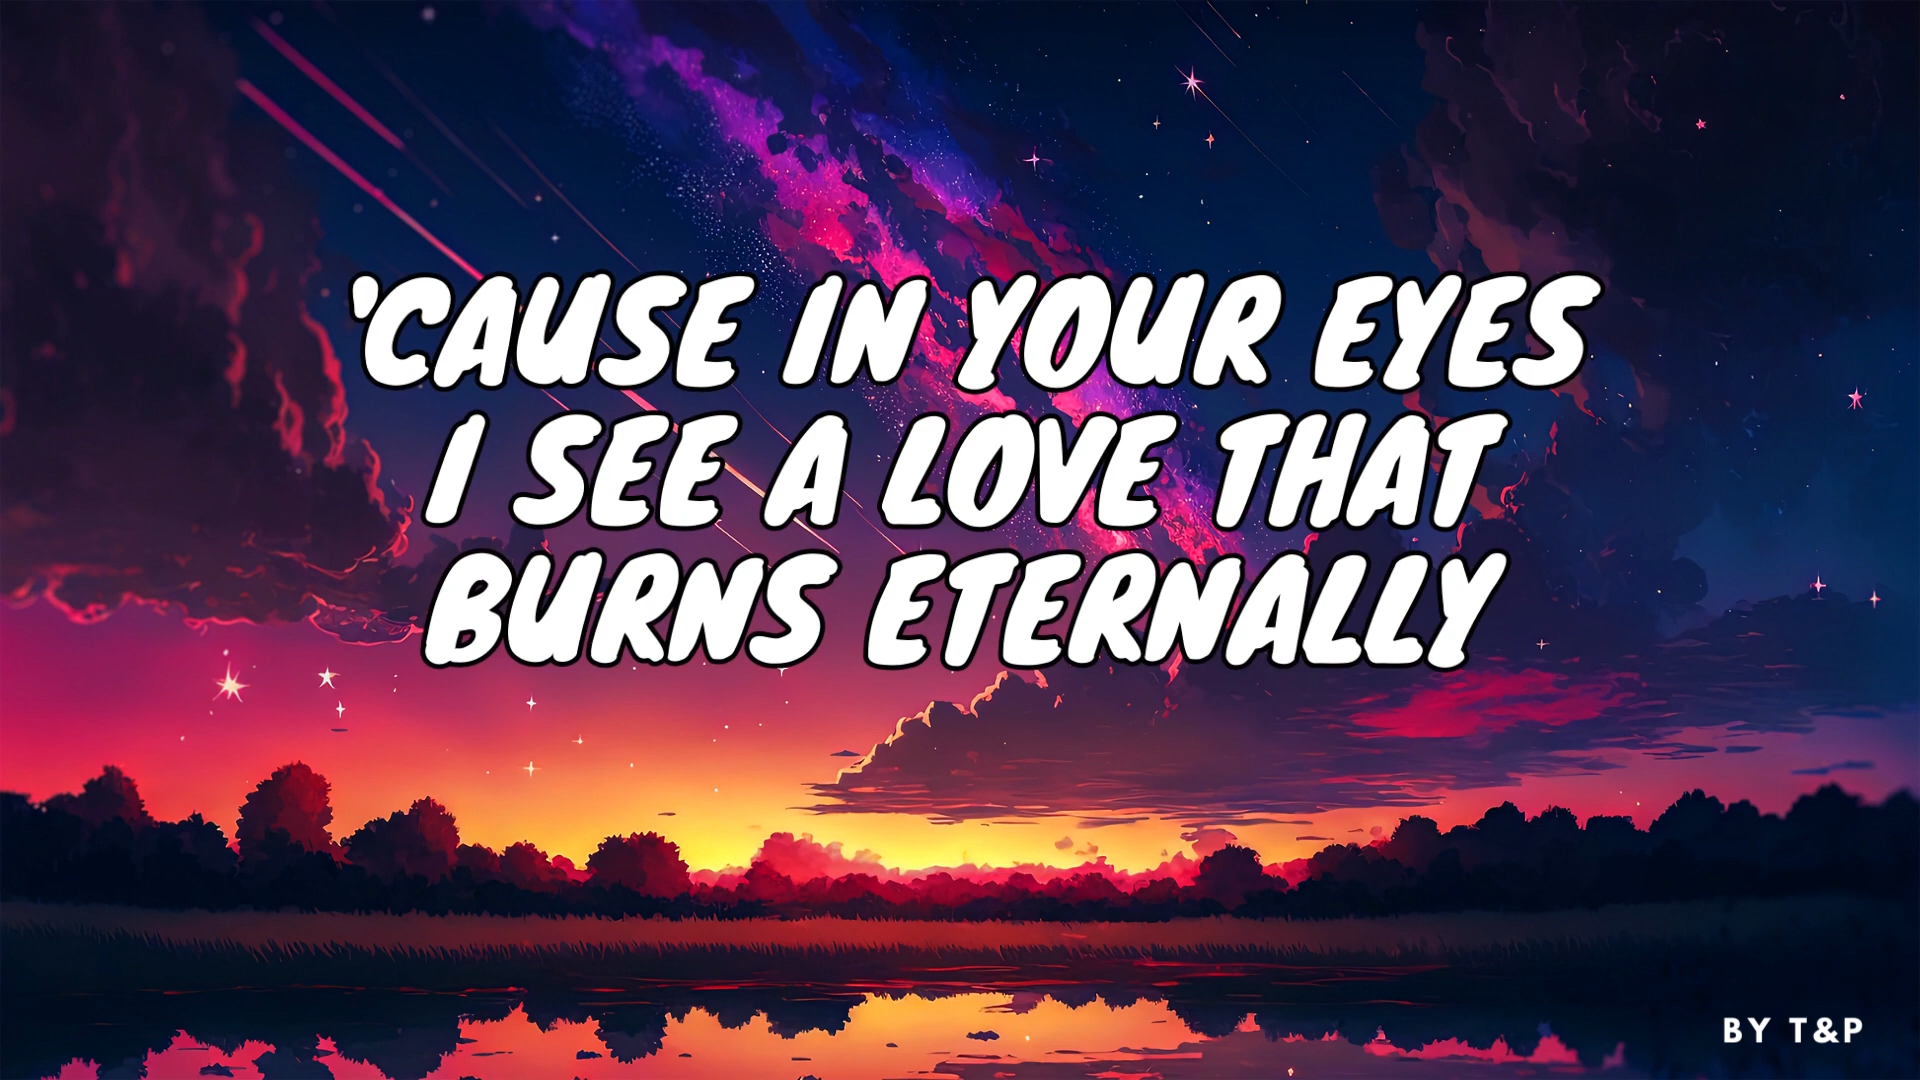 'CAUSE IN YOUR EYES
I SEE A LOVE THAT
BURNS ETERNALLY
BY T&P